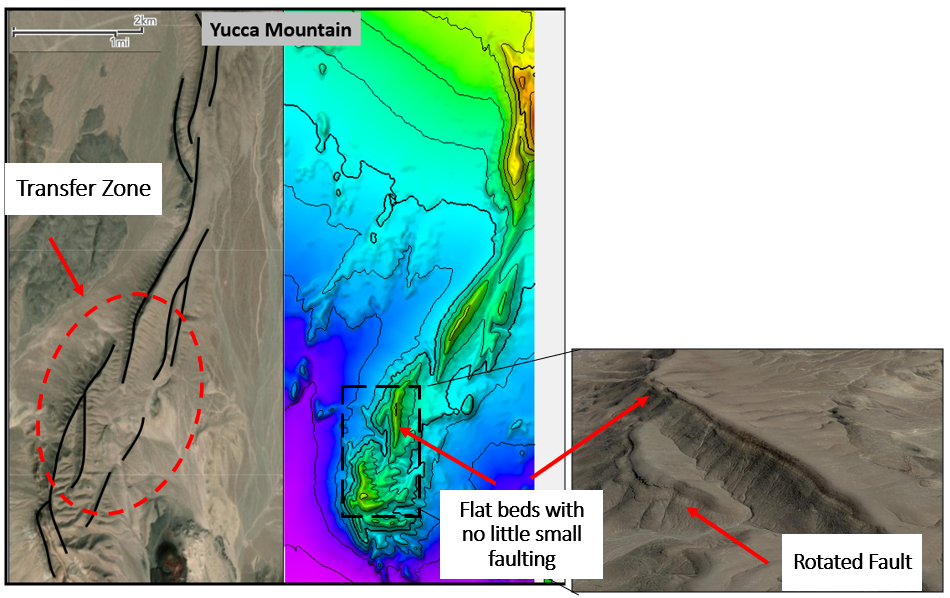 2km
1mi
Yucca Mountain
Transfer Zone
Flat beds with
no little small
faulting
Rotated Fault